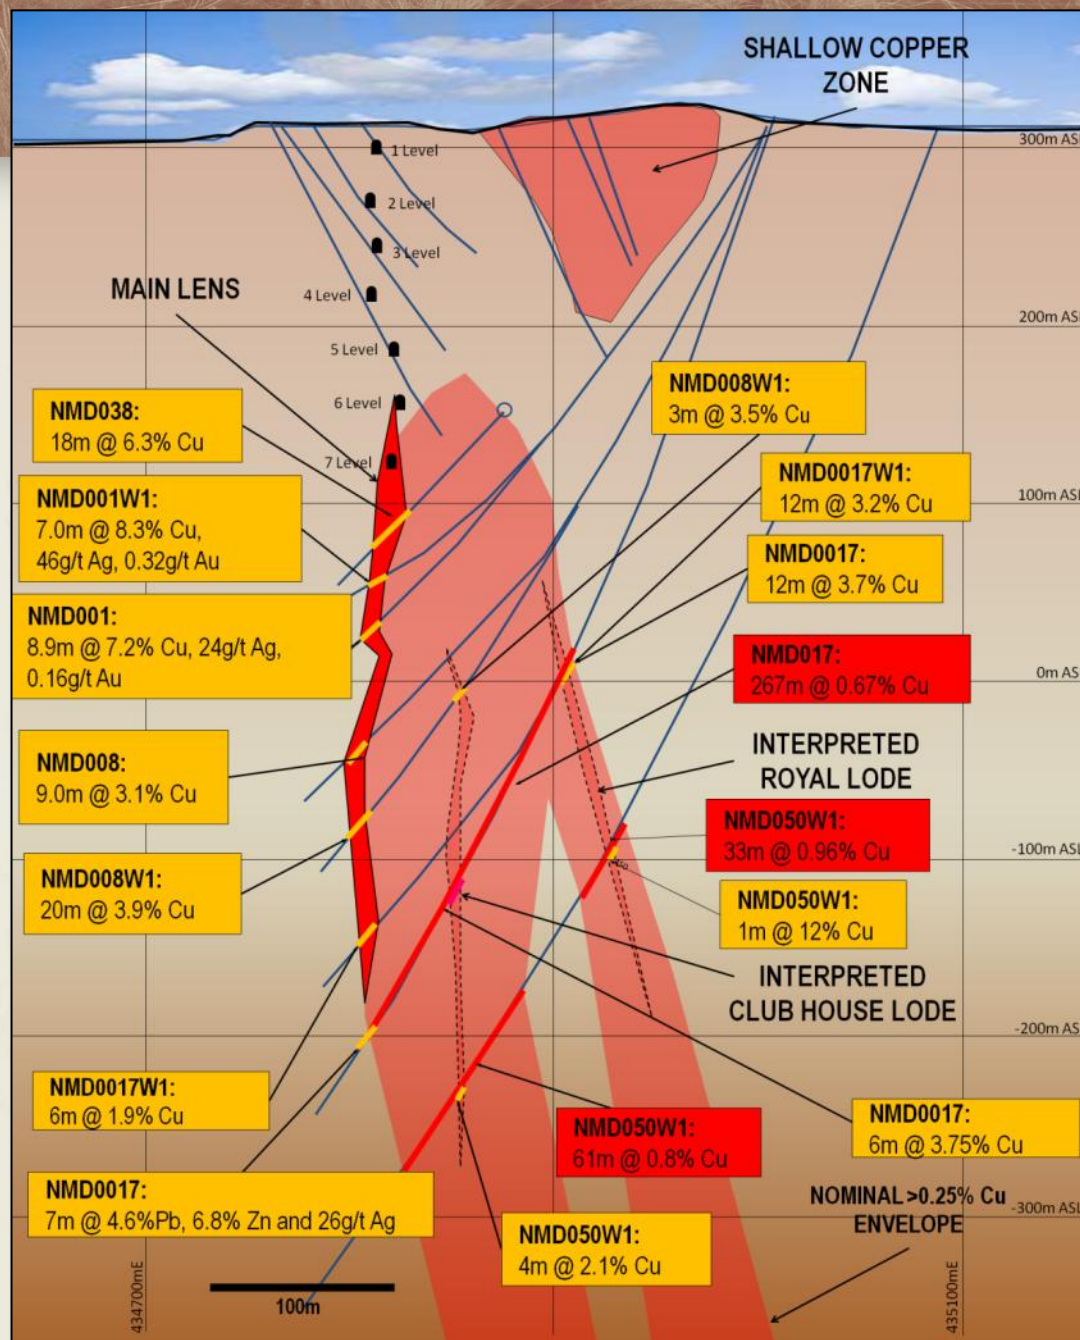 SHALLOW COPPER
ZONE
300m AS
1 Level
2 Level
3 Level
MAIN LENS
4 Level
200m ASL
5 Level
NMD008W1:
3m @ 3.5% Cu
NMD038:
18m @ 6.3% Cu
6 Level
7 Level
NMD0017W1:
12m @ 3.2% Cu
NMD001W1:
7.0m @ 8.3% Cu,
46g/t Ag, 0.32g/t Au
100m ASL
NMD0017:
12m @ 3.7% Cu
NMD001:
8.9m @ 7.2% Cu, 24g/t Ag,
0.16g/t Au
NMD017:
267m @ 0.67% Cu
0m ASL
INTERPRETED
ROYAL LODE
NMD008:
9.0m @ 3.1% Cu
NMD050W1:
33m @ 0.96% Cu
-100m ASL
NMD008W1:
20m @ 3.9% Cu
NMD050W1:
1m @ 12% Cu
INTERPRETED
CLUB HOUSE LODE
-200m ASL
NMD0017W1:
6m @ 1.9% Cu
NMD050W1:
61m @ 0.8% Cu
NMD0017:
6m @ 3.75% Cu
NMD0017:
7m @ 4.6%Pb, 6.8% Zn and 26g/t Ag
NOMINAL >0.25% Cu
ENVELOPE
-300m ASL
NMD050W1:
4m @ 2.1% Cu
434700mE
100m
435100mE